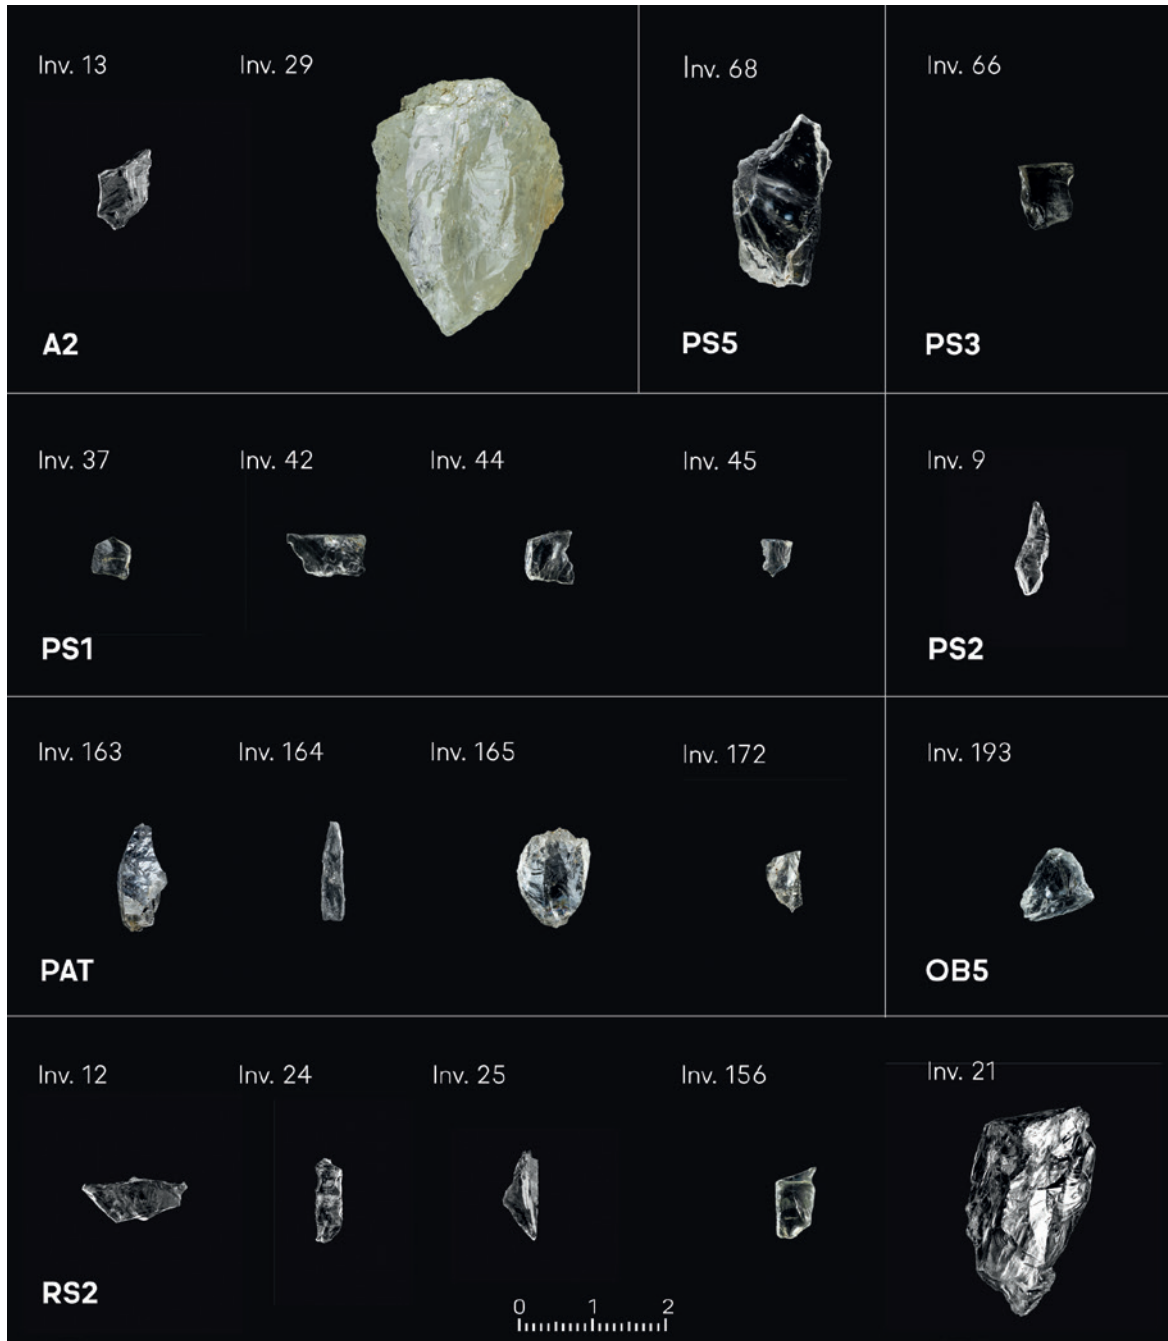 Inv. 13 Inv. 29 Inv. 68 Inv. 66
A2 PS5 PS3
Inv. 37 Inv. 42 Inv. 44 Inv. 45 Inv. 9
PS1 PS2
Inv. 163 Inv. 164 Inv. 165 Inv. 172 Inv. 193
PAT OB5
Inv. 12 Inv. 24 Inv. 25 Inv. 156 Inv. 21
RS2
0 1 2